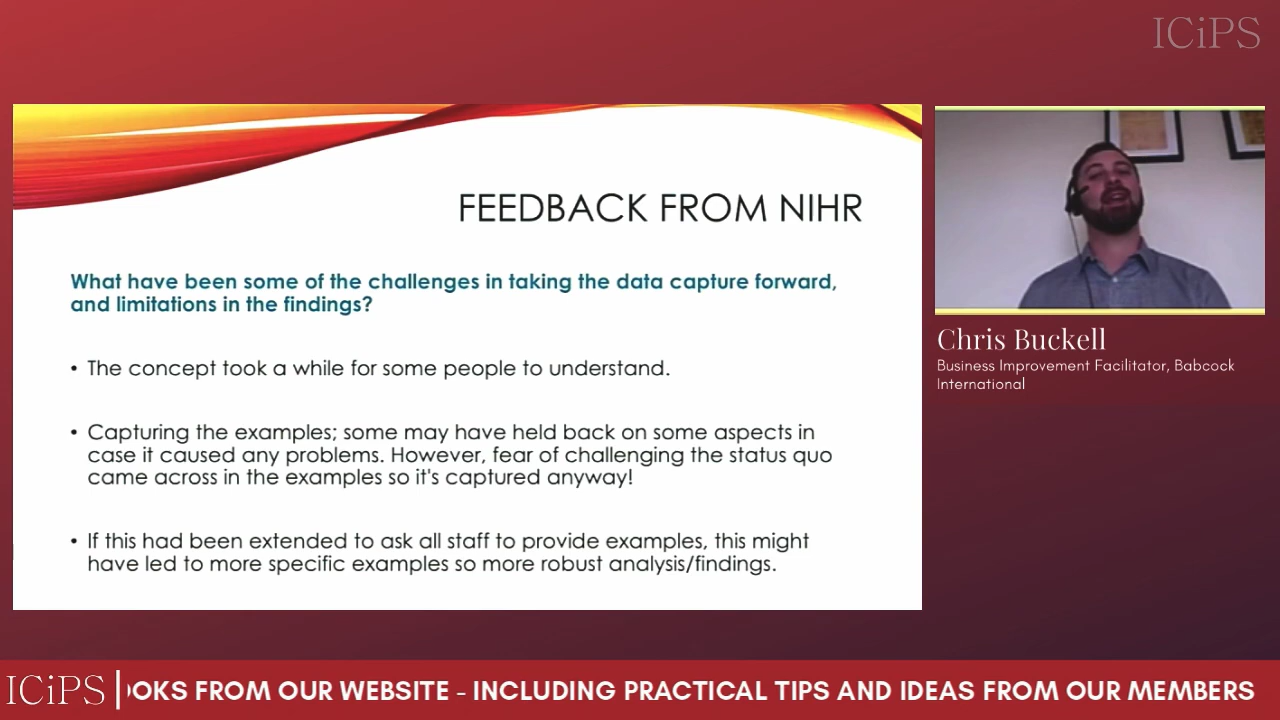 ICiPS
FEEDBACK FROM NIHR
What have been some of the challenges in taking the data capture forward,
and limitations in the findings?
• The concept took a while for some people to understand.
• Capturing the examples; some may have held back on some aspects in
case it caused any problems. However, fear of challenging the status quo
came across in the examples so it's captured anyway!
• If this had been extended to ask all staff to provide examples, this might
have led to more specific examples so more robust analysis/findings.
Chris Buckell
Business Improvement Facilitator, Babcock
International
ICiPS
OKS FROM OUR WEBSITE - INCLUDING PRACTICAL TIPS AND IDEAS FROM OUR MEMBERS